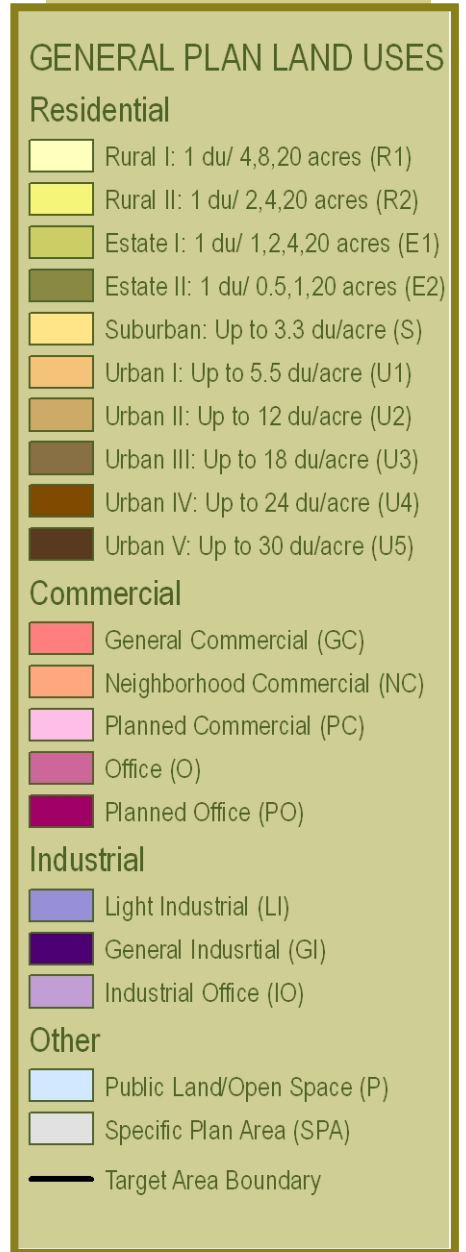 GENERAL PLAN LAND USES
Residential
Rural I: 1 du/ 4,8,20 acres (R1)
Rural II: 1 du/ 2,4,20 acres (R2)
Estate I: 1 du/ 1,2,4,20 acres (E1)
Estate II: 1 du/ 0.5,1,20 acres (E2)
Suburban: Up to 3.3 du/acre (S)
Urban I: Up to 5.5 du/acre (U1)
Urban II: Up to 12 du/acre (U2)
Urban III: Up to 18 du/acre (U3)
Urban IV: Up to 24 du/acre (U4)
Urban V: Up to 30 du/acre (U5)
Commercial
General Commercial (GC)
Neighborhood Commercial (NC)
Planned Commercial (PC)
Office (O)
Planned Office (PO)
Industrial
Light Industrial (LI)
General Indusrtial (GI)
Industrial Office (IO)
Other
Public Land/Open Space (P)
Specific Plan Area (SPA)
Target Area Boundary